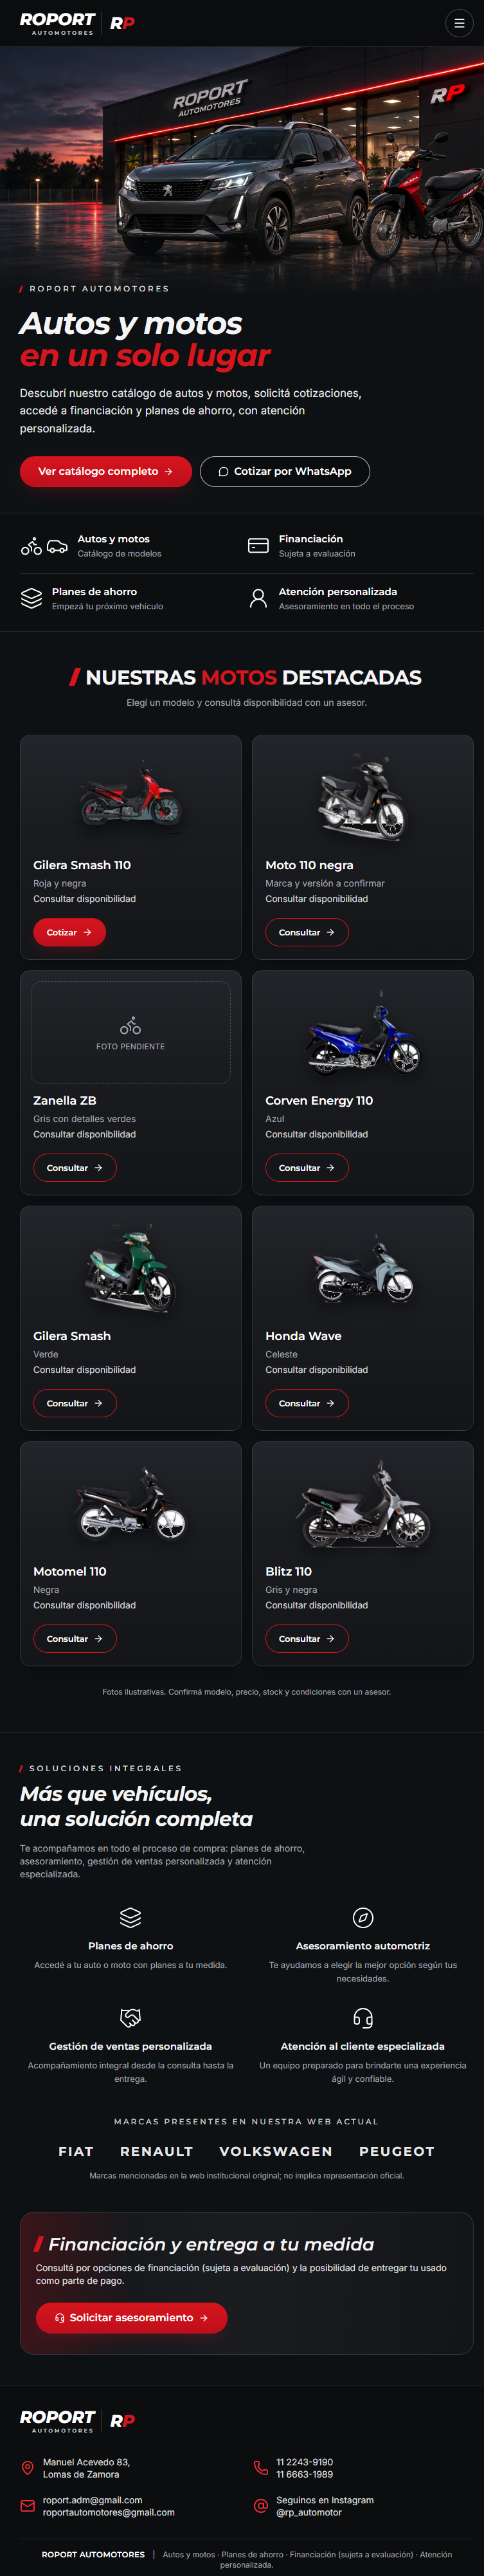 ROPORT
AUTOMOTORES
RP
ROPORT
AUTOMOTORES
RP
ROPORT AUTOMOTORES
Autos y motos
en un solo lugar
Descubrí nuestro catálogo de autos y motos, solicitá cotizaciones,
accedé a financiación y planes de ahorro, con atención
personalizada.
Ver catálogo completo →
Cotizar por WhatsApp
Autos y motos
Catálogo de modelos
Financiación
Sujeta a evaluación
Planes de ahorro
Empezá tu próximo vehículo
Atención personalizada
Asesoramiento en todo el proceso
NUESTRAS MOTOS DESTACADAS
Elegí un modelo y consultá disponibilidad con un asesor.
Gilera Smash 110
Roja y negra
Consultar disponibilidad
Cotizar →
Moto 110 negra
Marca y versión a confirmar
Consultar disponibilidad
Consultar →
FOTO PENDIENTE
Zanella ZB
Gris con detalles verdes
Consultar disponibilidad
Consultar →
Corven Energy 110
Azul
Consultar disponibilidad
Consultar →
Gilera Smash
Verde
Consultar disponibilidad
Consultar →
Honda Wave
Celeste
Consultar disponibilidad
Consultar →
Motomel 110
Negra
Consultar disponibilidad
Consultar →
Blitz 110
Gris y negra
Consultar disponibilidad
Consultar →
Fotos ilustrativas. Confirmá modelo, precio, stock y condiciones con un asesor.
SOLUCIONES INTEGRALES
Más que vehículos,
una solución completa
Te acompañamos en todo el proceso de compra: planes de ahorro,
asesoramiento, gestión de ventas personalizada y atención
especializada.
Planes de ahorro
Accedé a tu auto o moto con planes a tu medida.
Asesoramiento automotriz
Te ayudamos a elegir la mejor opción según tus
necesidades.
Gestión de ventas personalizada
Acompañamiento integral desde la consulta hasta la
entrega.
Atención al cliente especializada
Un equipo preparado para brindarte una experiencia
ágil y confiable.
MARCAS PRESENTES EN NUESTRA WEB ACTUAL
FIAT RENAULT VOLKSWAGEN PEUGEOT
Marcas mencionadas en la web institucional original; no implica representación oficial.
Financiación y entrega a tu medida
Consultá por opciones de financiación (sujeta a evaluación) y la posibilidad de entregar tu usado
como parte de pago.
Solicitar asesoramiento →
ROPORT
AUTOMOTORES
RP
Manuel Acevedo 83,
Lomas de Zamora
11 2243-9190
11 6663-1989
roport.adm@gmail.com
roportautomotores@gmail.com
Seguinos en Instagram
@rp_automotor
ROPORT AUTOMOTORES | Autos y motos · Planes de ahorro · Financiación (sujeta a evaluación) · Atención
personalizada.